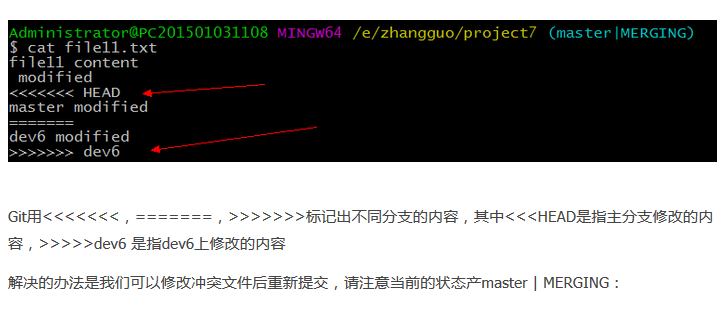 Administrator@PC201501031108 MINGW64 /e/zhangguo/project7 (master|MERGING)
$ cat file11.txt
file11 content
 modified
<<<<<<< HEAD
master modified
=======
dev6 modified
>>>>>>> dev6
Git用<<<<<<<，=======，>>>>>>>标记出不同分支的内容，其中<<<HEAD是指主分支修改的内
容，>>>>>dev6 是指dev6上修改的内容
解决的办法是我们可以修改冲突文件后重新提交，请注意当前的状态产master | MERGING：